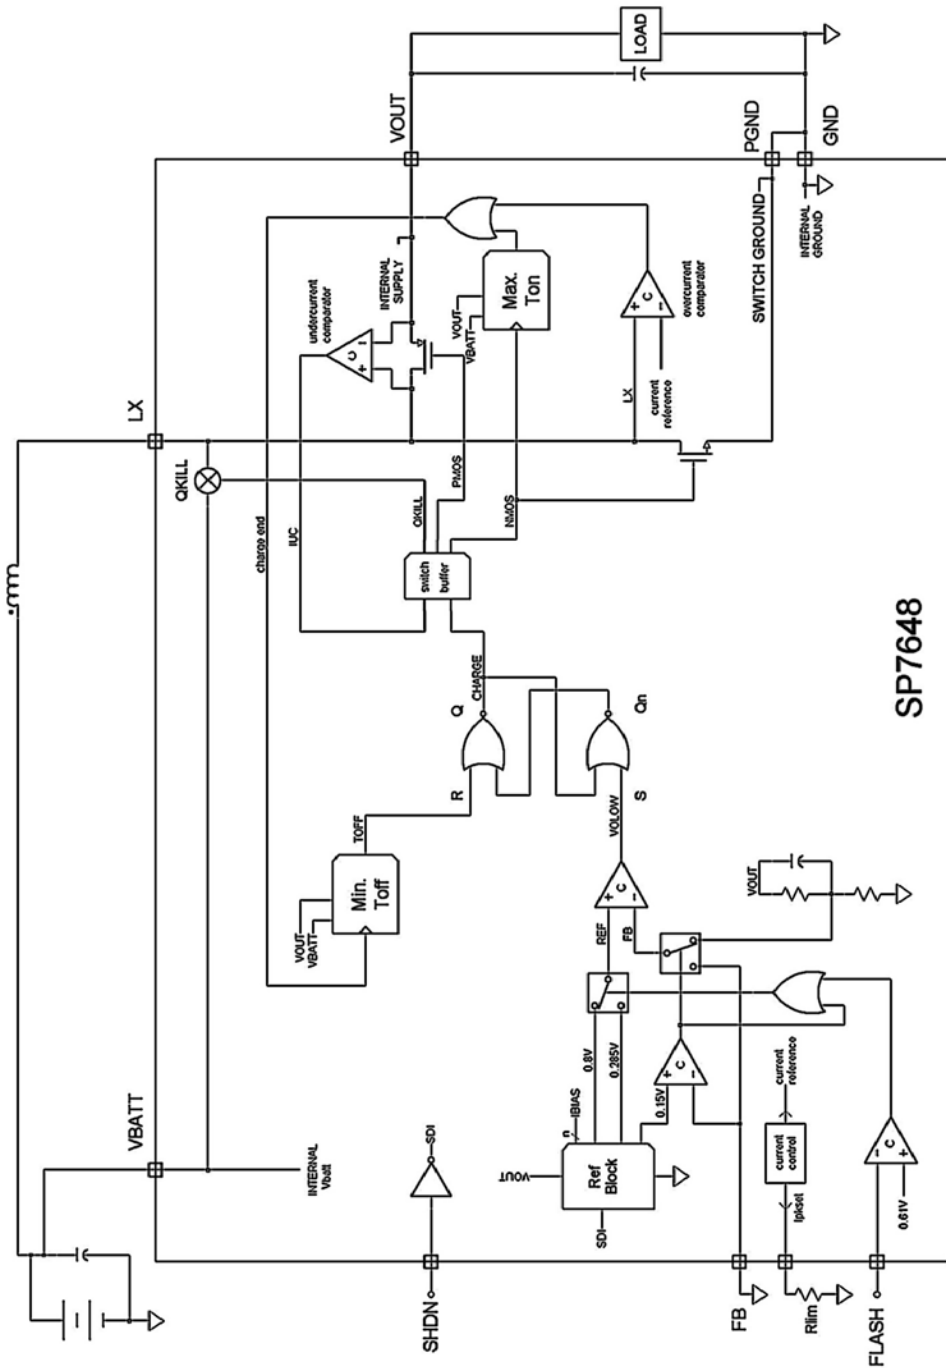 LOAD
VOUT
PGND
GND
SWITCH GROUND
INTERNAL
GROUND
INTERNAL
SUPPLY
undercurrent
comparator
+ C -
VOUT
VBATT
Max.
Ton
+ C -
overcurrent
comparator
LX
current
reference
LX
QKILL
charge end
IUC
QKILL
PMOS
NMOS
switch
buffer
CHARGE
Q
Qn
R
S
TOFF
VOLOW
VOUT
VBATT
Min.
Toff
+ C -
REF
FB
VOUT
0.8V
0.285V
0.15V
+ C -
n
IBIAS
VOUT
Ref
Block
SDI
VBATT
INTERNAL
Vbatt
SDI
SHDN
FB
Ipkset
current
control
current
reference
Rlim
FLASH
- C +
0.61V
SP7648